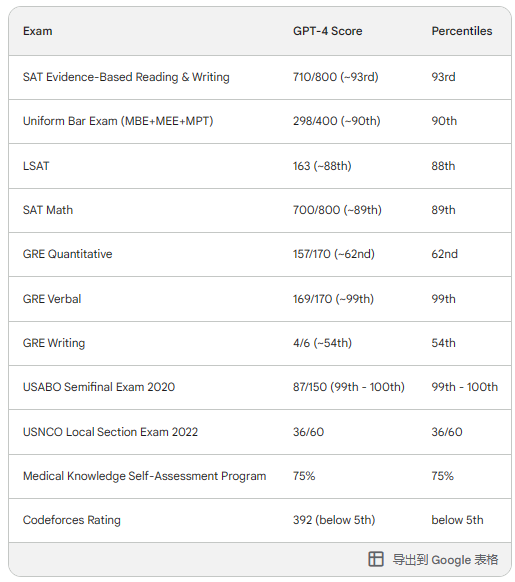 Exam GPT-4 Score Percentiles
SAT Evidence-Based Reading & Writing 710/800 (~93rd) 93rd
Uniform Bar Exam (MBE+MEE+MPT) 298/400 (~90th) 90th
LSAT 163 (~88th) 88th
SAT Math 700/800 (~89th) 89th
GRE Quantitative 157/170 (~62nd) 62nd
GRE Verbal 169/170 (~99th) 99th
GRE Writing 4/6 (~54th) 54th
USABO Semifinal Exam 2020 87/150 (99th - 100th) 99th - 100th
USNCO Local Section Exam 2022 36/60 36/60
Medical Knowledge Self-Assessment Program 75% 75%
Codeforces Rating 392 (below 5th) below 5th
导出到 Google 表格